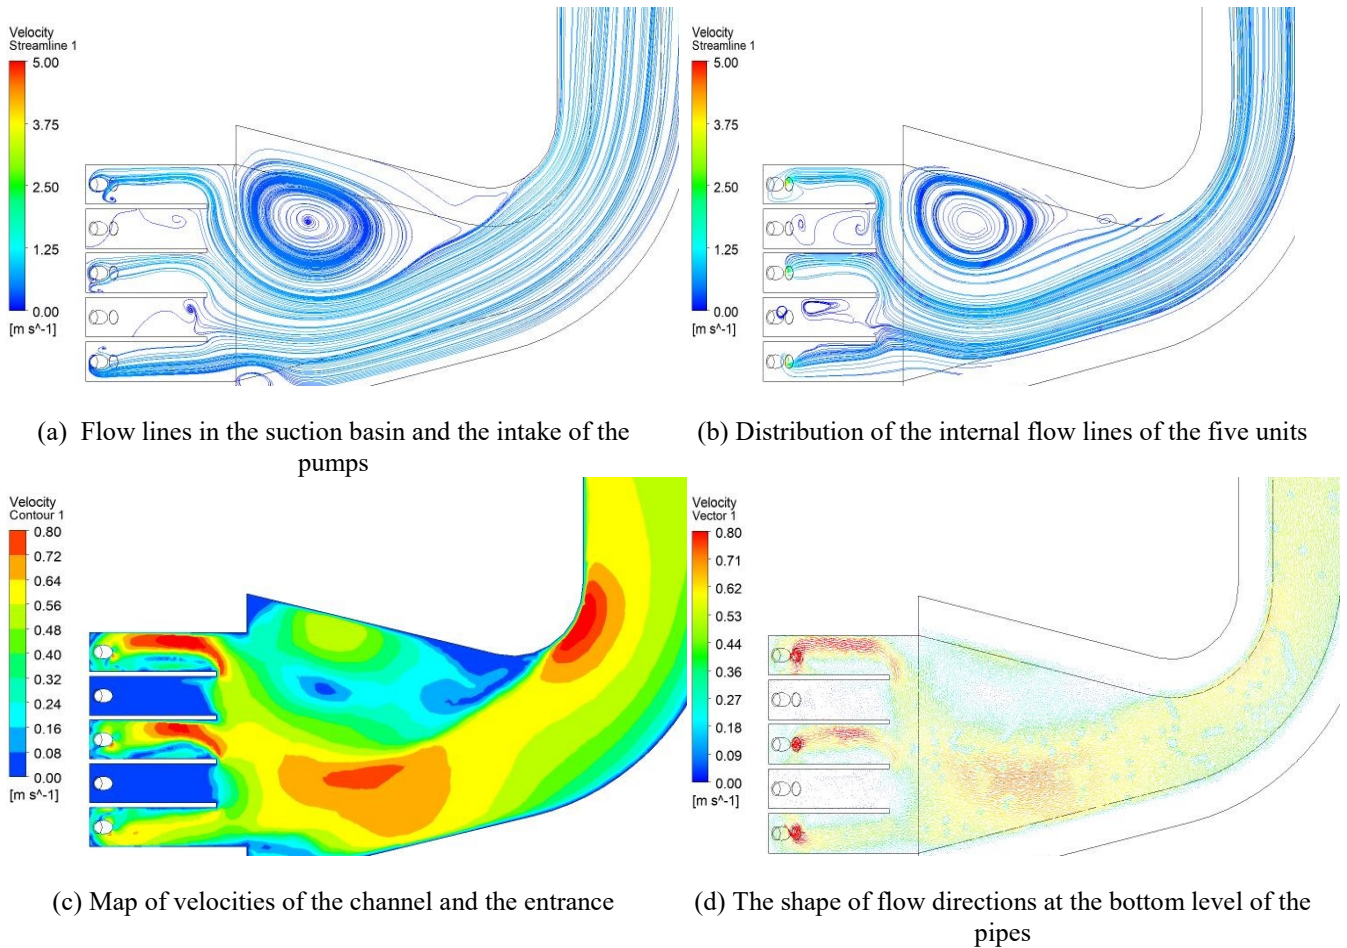 Velocity
Streamline 1
5.00
3.75
2.50
1.25
0.00
[m s^-1]
Velocity
Streamline 1
5.00
3.75
2.50
1.25
0.00
[m s^-1]
(a) Flow lines in the suction basin and the intake of the
pumps
(b) Distribution of the internal flow lines of the five units
Velocity
Contour 1
0.80
0.72
0.64
0.56
0.48
0.40
0.32
0.24
0.16
0.08
0.00
[m s^-1]
Velocity
Vector 1
0.80
0.71
0.62
0.53
0.44
0.36
0.27
0.18
0.09
0.00
[m s^-1]
(c) Map of velocities of the channel and the entrance
(d) The shape of flow directions at the bottom level of the
pipes